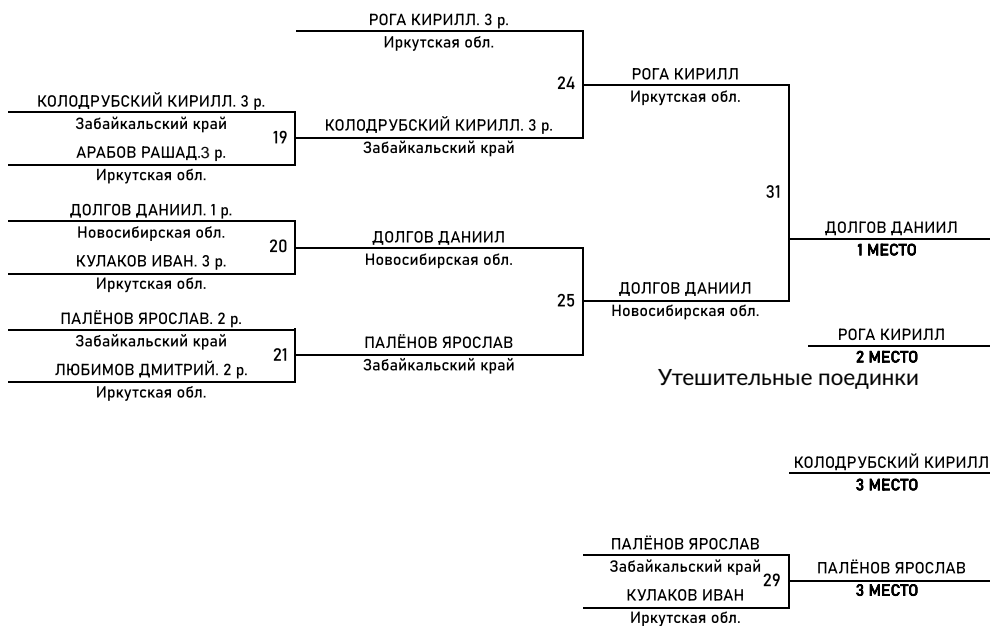 РОГА КИРИЛЛ. 3 р.
Иркутская обл.
24
РОГА КИРИЛЛ
Иркутская обл.
КОЛОДРУБСКИЙ КИРИЛЛ. 3 р.
Забайкальский край
19
КОЛОДРУБСКИЙ КИРИЛЛ. 3 р.
Забайкальский край
АРАБОВ РАШАД.3 р.
Иркутская обл.
31
ДОЛГОВ ДАНИИЛ. 1 р.
Новосибирская обл.
20
ДОЛГОВ ДАНИИЛ
Новосибирская обл.
КУЛАКОВ ИВАН. 3 р.
Иркутская обл.
ДОЛГОВ ДАНИИЛ
1 МЕСТО
25
ДОЛГОВ ДАНИИЛ
Новосибирская обл.
ПАЛЁНОВ ЯРОСЛАВ. 2 р.
Забайкальский край
21
ПАЛЁНОВ ЯРОСЛАВ
Забайкальский край
ЛЮБИМОВ ДМИТРИЙ. 2 р.
Иркутская обл.
РОГА КИРИЛЛ
2 МЕСТО
Утешительные поединки
КОЛОДРУБСКИЙ КИРИЛЛ
3 МЕСТО
ПАЛЁНОВ ЯРОСЛАВ
Забайкальский край
29
КУЛАКОВ ИВАН
Иркутская обл.
ПАЛЁНОВ ЯРОСЛАВ
3 МЕСТО